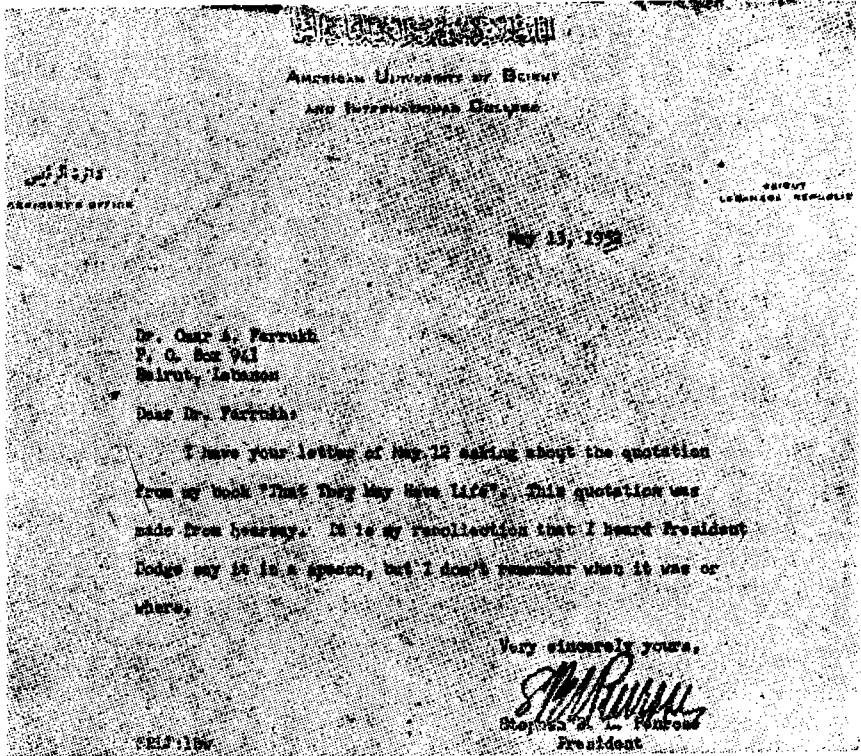 AMERICAN UNIVERSITY OF BEIRUT
AND INTERNATIONAL COLLEGE
دائرة الرئيس
PRESIDENT'S OFFICE
BEIRUT
LEBANESE REPUBLIC
May 13, 1952
Dr. Omar A. Farrukh
P. O. Box 941
Beirut, Lebanon
Dear Dr. Farrukh:
I have your letter of May 12 asking about the quotation
from my book "That They May Have Life". This quotation was
made from hearsay. It is my recollection that I heard President
Dodge say it in a speech, but I don't remember when it was or
where.
Very sincerely yours,
Stephen B. L. Penrose
President